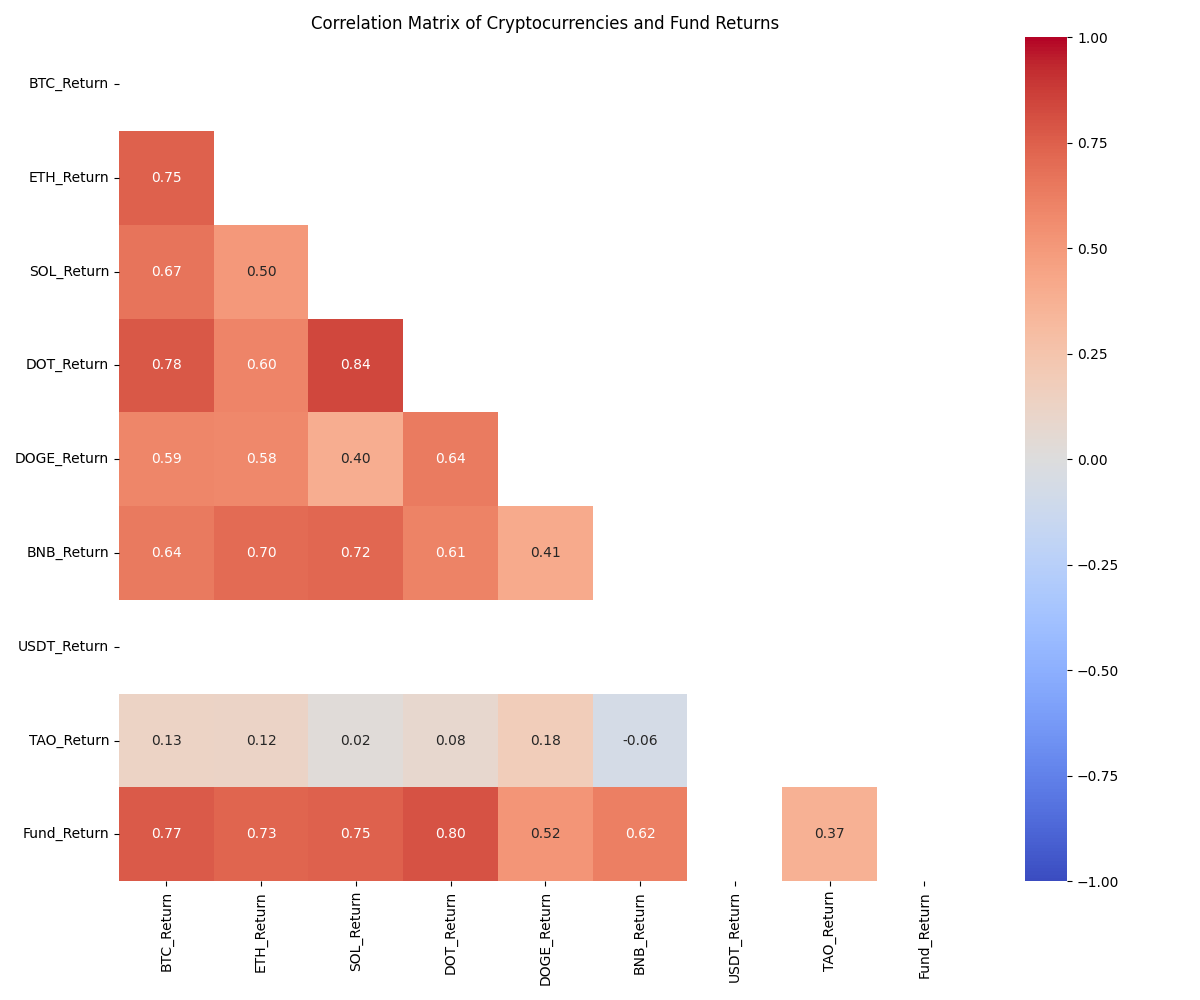 Correlation Matrix of Cryptocurrencies and Fund Returns
BTC_Return
ETH_Return 0.75
SOL_Return 0.67 0.50
DOT_Return 0.78 0.60 0.84
DOGE_Return 0.59 0.58 0.40 0.64
BNB_Return 0.64 0.70 0.72 0.61 0.41
USDT_Return
TAO_Return 0.13 0.12 0.02 0.08 0.18 -0.06
Fund_Return 0.77 0.73 0.75 0.80 0.52 0.62 0.37
BTC_Return ETH_Return SOL_Return DOT_Return DOGE_Return BNB_Return USDT_Return TAO_Return Fund_Return
1.00
0.75
0.50
0.25
0.00
−0.25
−0.50
−0.75
−1.00